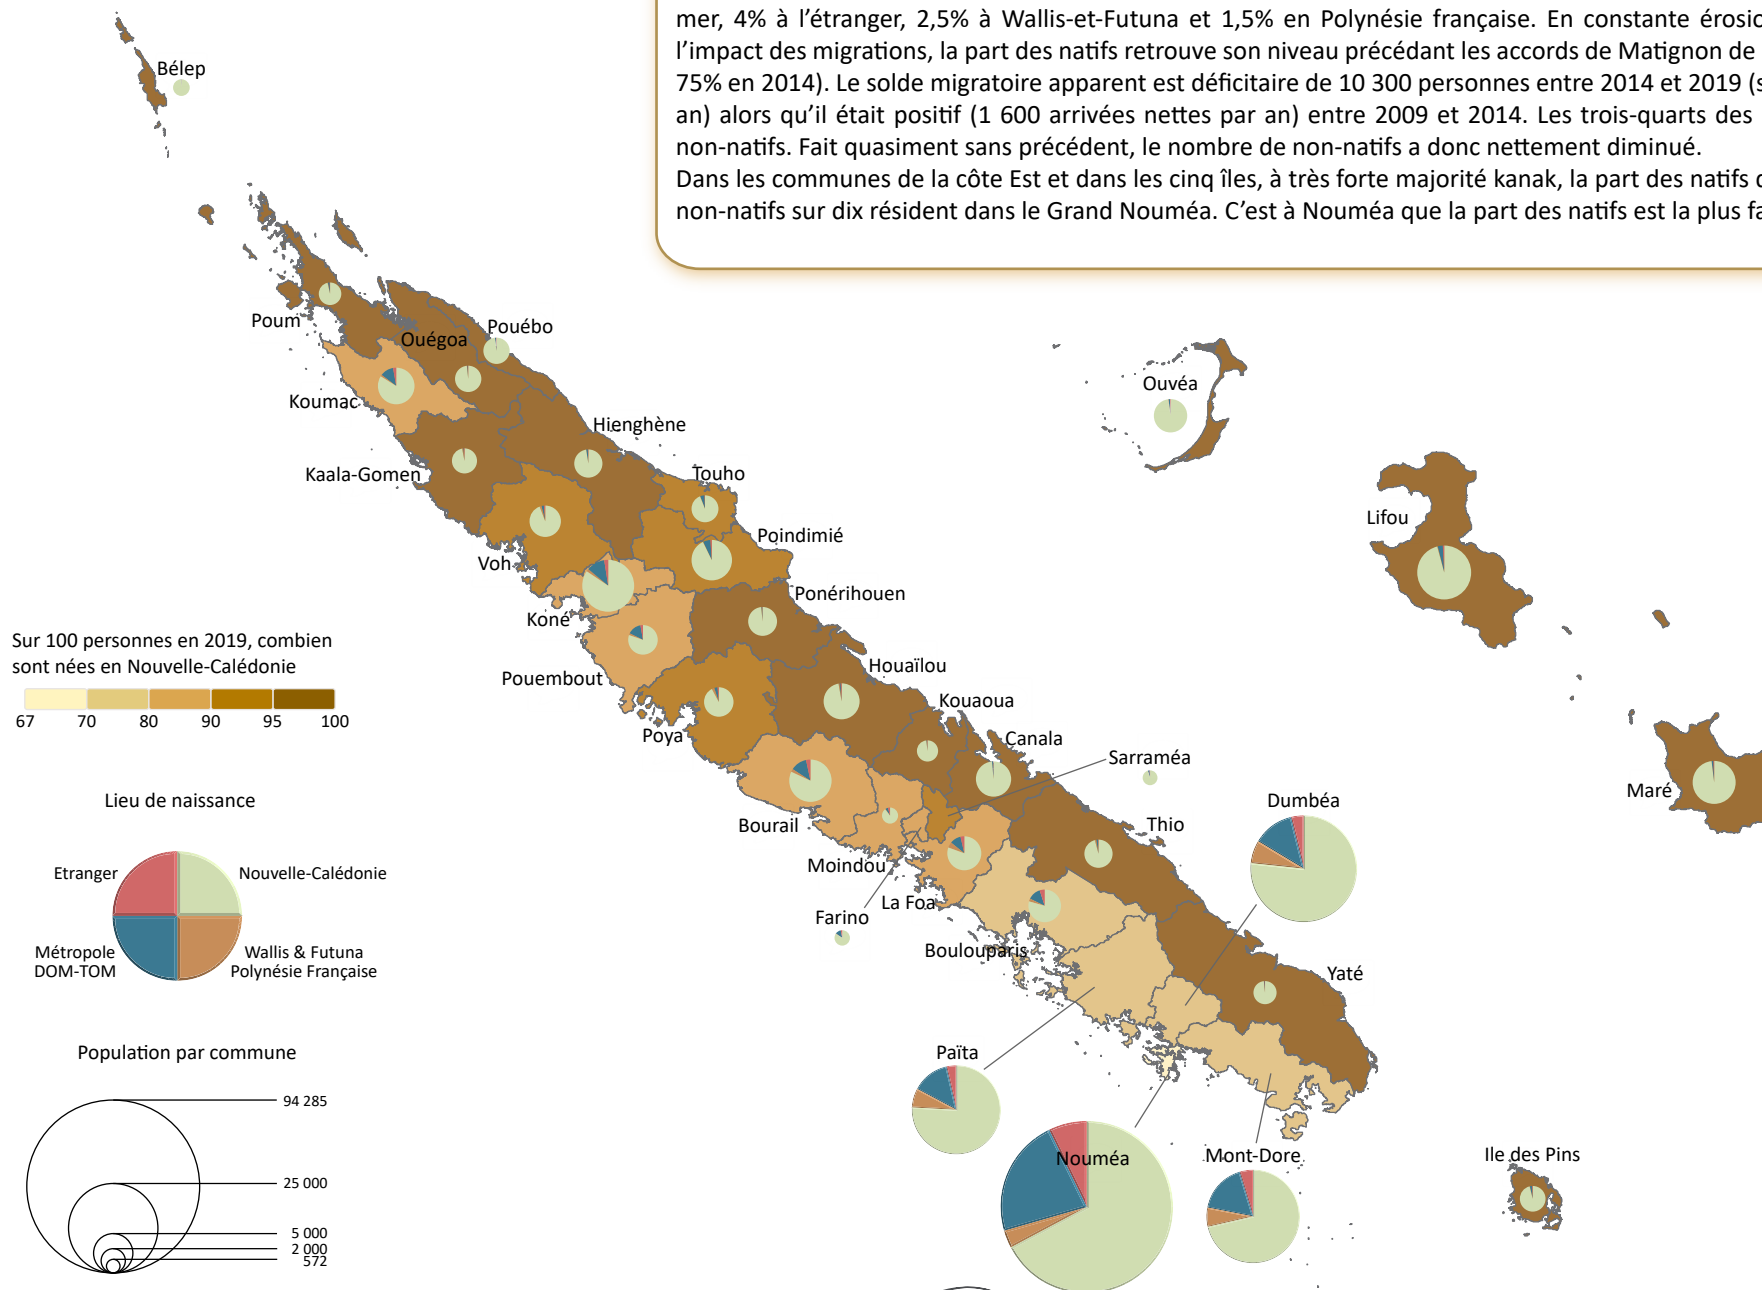 mer, 4% à l'étranger, 2,5% à Wallis-et-Futuna et 1,5% en Polynésie française. En constante
l'impact des migrations, la part des natifs retrouve son niveau précédant les accords de Matignon de
75% en 2014). Le solde migratoire apparent est déficitaire de 10 300 personnes entre 2014 et 2019
an) alors qu'il était positif (1 600 arrivées nettes par an) entre 2009 et 2014. Les trois-quarts des
non-natifs. Fait quasiment sans précédent, le nombre de non-natifs a donc nettement diminué.
Dans les communes de la côte Est et dans les cinq îles, à très forte majorité kanak, la part des natifs
non-natifs sur dix résident dans le Grand Nouméa. C'est à Nouméa que la part des natifs est la plus
Bélep
Poum
Ouégoa
Pouébo
Koumac
Ouvéa
Hienghène
Kaala-Gomen
Touho
Lifou
Poindimié
Voh
Ponérihouen
Koné
Sur 100 personnes en 2019, combien
sont nées en Nouvelle-Calédonie
67 70 80 90 95 100
Houaïlou
Pouembout
Kouaoua
Poya
Canala
Sarraméa
Maré
Lieu de naissance
Dumbéa
Bourail
Thio
Moindou
Etranger
Nouvelle-Calédonie
La Foa
Farino
Métropole
DOM-TOM
Wallis & Futuna
Polynésie Française
Boulouparis
Yaté
Païta
Population par commune
94 285
25 000
5 000
2 000
572
Nouméa
Mont-Dore
Ile des Pins